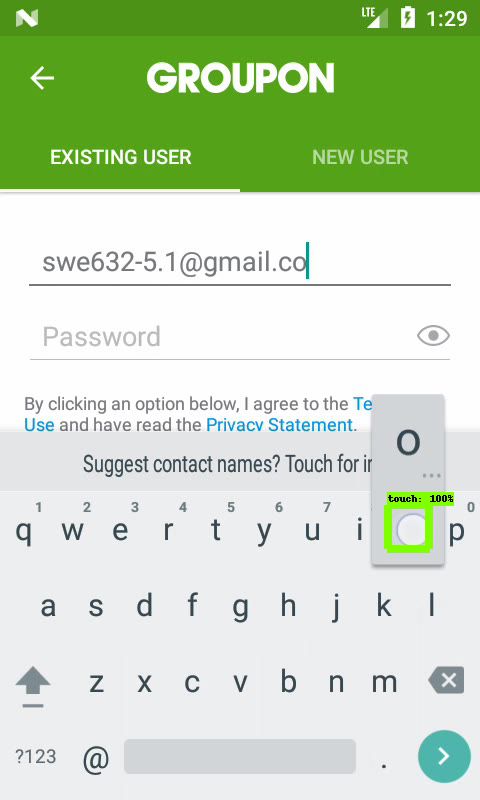 LTE 1:29
GROUPON
EXISTING USER NEW USER
swe632-5.1@gmail.co
Password
By clicking an option below, I agree to the Te
Use and have read the Privacy Statement.
Suggest contact names? Touch for in
o
...
touch: 100%
1 2 3 4 5 6 7 0
q w e r t y u i p
a s d f g h j k l
z x c v b n m
?123 @ .